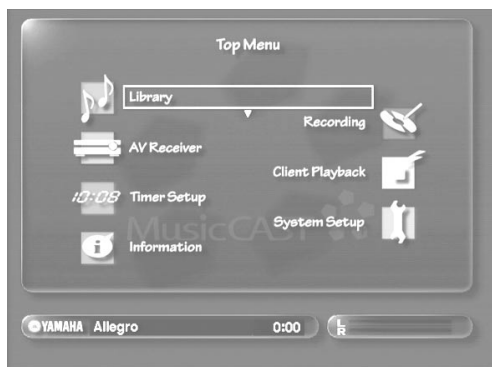 Top Menu
Library
Recording
AV Receiver
Client Playback
10:08 Timer Setup
System Setup
MusicCAST
Information
YAMAHA Allegro 0:00 L
R